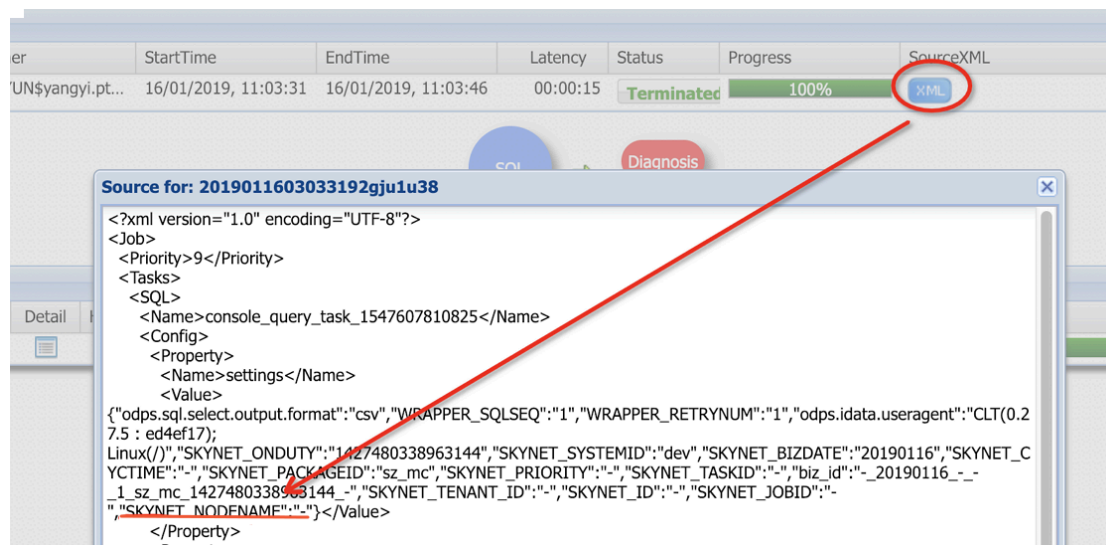 er StartTime EndTime Latency Status Progress SourceXML
'UN$yangyi.pt... 16/01/2019, 11:03:31 16/01/2019, 11:03:46 00:00:15 Terminated 100% XML
SQL Diagnosis
Source for: 2019011603033192gju1u38
<?xml version="1.0" encoding="UTF-8"?>
<Job>
<Priority>9</Priority>
<Tasks>
<SQL>
Detail
<Name>console_query_task_1547607810825</Name>
<Config>
<Property>
<Name>settings</Name>
<Value>
{"odps.sql.select.output.format":"csv","WRAPPER_SQLSEQ":"1","WRAPPER_RETRYNUM":"1","odps.idata.useragent":"CLT(0.2
7.5 : ed4ef17);
Linux(/)","SKYNET_ONDUTY":"1427480338963144","SKYNET_SYSTEMID":"dev","SKYNET_BIZDATE":"20190116","SKYNET_C
YCTIME":"-","SKYNET_PACKAGEID":"sz_mc","SKYNET_PRIORITY":"-","SKYNET_TASKID":"-","biz_id":"-_20190116_-_-
_1_sz_mc_1427480338963144_-","SKYNET_TENANT_ID":"-","SKYNET_ID":"-","SKYNET_JOBID":"-
","SKYNET_NODENAME":"-"}</Value>
</Property>